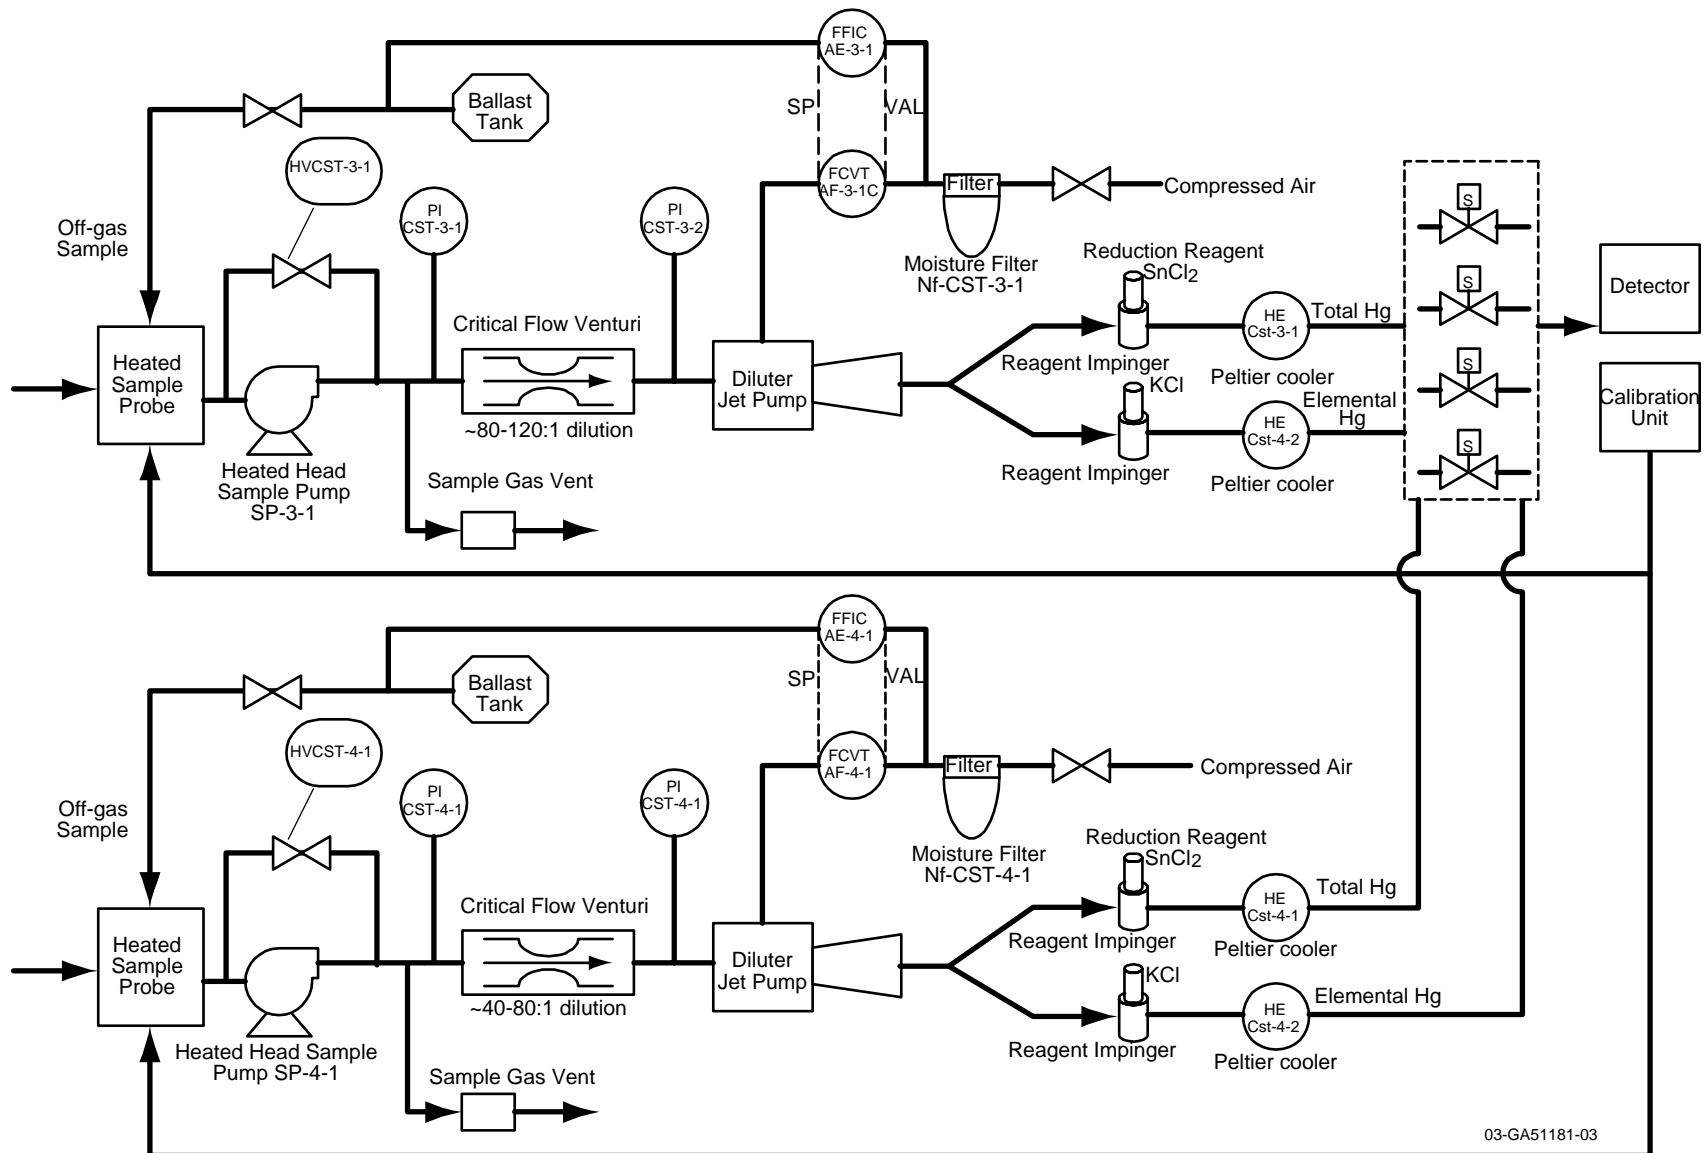 FFIC
AE-3-1
Ballast
Tank
SP
VAL
HVCST-3-1
FCVT
AF-3-1C
Filter
Compressed Air
S
PI
CST-3-1
PI
CST-3-2
Off-gas
Sample
Moisture Filter
Nf-CST-3-1
Reduction Reagent
SnCl2
S
Detector
Critical Flow Venturi
HE
Cst-3-1
Total Hg
Heated
Sample
Probe
Diluter
Jet Pump
Reagent Impinger
Peltier cooler
S
KCl
Elemental
Hg
Calibration
Unit
~80-120:1 dilution
HE
Cst-4-2
S
Heated Head
Sample Pump
SP-3-1
Sample Gas Vent
Reagent Impinger
Peltier cooler
FFIC
AE-4-1
Ballast
Tank
SP
VAL
HVCST-4-1
FCVT
AF-4-1
Filter
Compressed Air
PI
CST-4-1
PI
CST-4-1
Off-gas
Sample
Moisture Filter
Nf-CST-4-1
Reduction Reagent
SnCl2
Critical Flow Venturi
HE
Cst-4-1
Total Hg
Heated
Sample
Probe
Diluter
Jet Pump
Reagent Impinger
Peltier cooler
KCl
~40-80:1 dilution
HE
Cst-4-2
Elemental Hg
Heated Head Sample
Pump SP-4-1
Sample Gas Vent
Reagent Impinger
Peltier cooler
03-GA51181-03